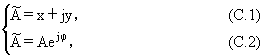 Ã = x + jy,    (C.1)
Ã = Ae^{jφ},    (C.2)